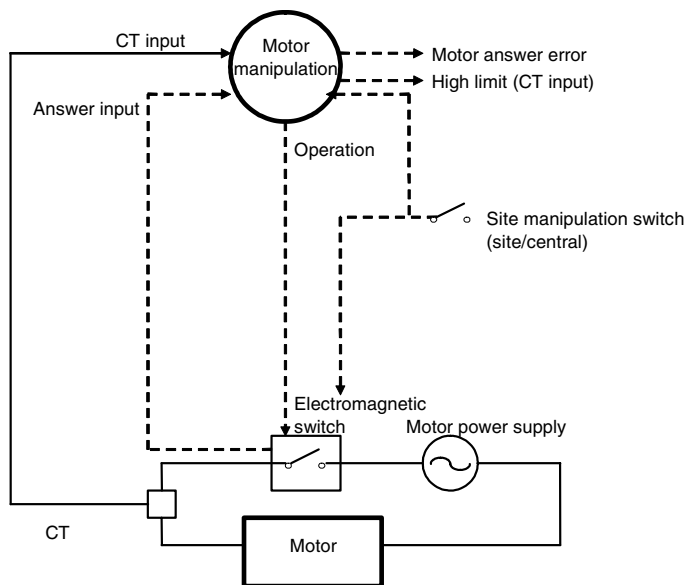 CT input
Motor
manipulation
Motor answer error
High limit (CT input)
Answer input
Operation
Site manipulation switch
(site/central)
Electromagnetic
switch
Motor power supply
CT
Motor